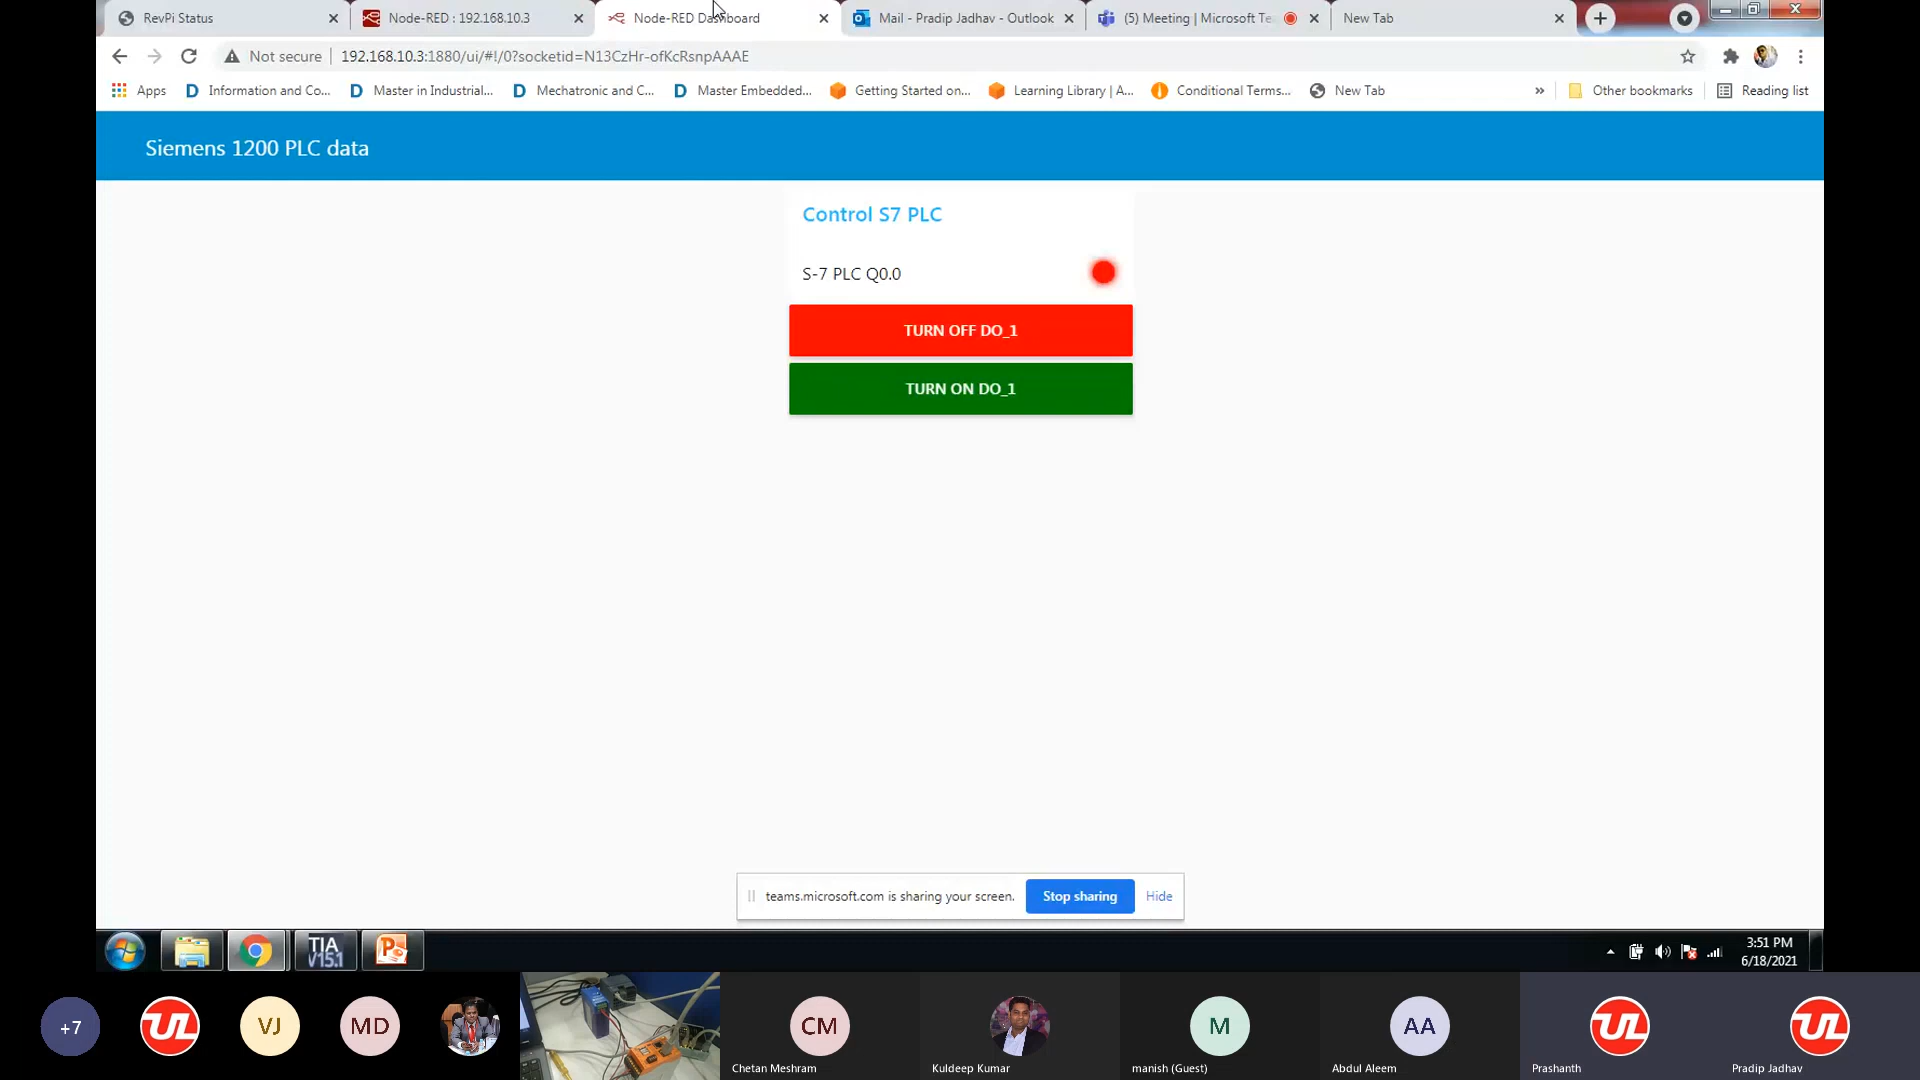 RevPi Status
Node-RED : 192.168.10.3
Node-RED Dashboard
Mail - Pradip Jadhav - Outlook
(5) Meeting | Microsoft Te
New Tab
Not secure
192.168.10.3:1880/ui/#!/0?socketid=N13CzHr-ofKcRsnpAAAE
Apps
Information and Co...
Master in Industrial...
Mechatronic and C...
Master Embedded...
Getting Started on...
Learning Library | A...
Conditional Terms...
New Tab
»
Other bookmarks
Reading list
Siemens 1200 PLC data
Control S7 PLC
S-7 PLC Q0.0
TURN OFF DO_1
TURN ON DO_1
teams.microsoft.com is sharing your screen.
Stop sharing
Hide
TIA
V15.1
3:51 PM
6/18/2021
+7
UL
VJ
MD
CM
Chetan Meshram
Kuldeep Kumar
M
manish (Guest)
AA
Abdul Aleem
UL
Prashanth
UL
Pradip Jadhav